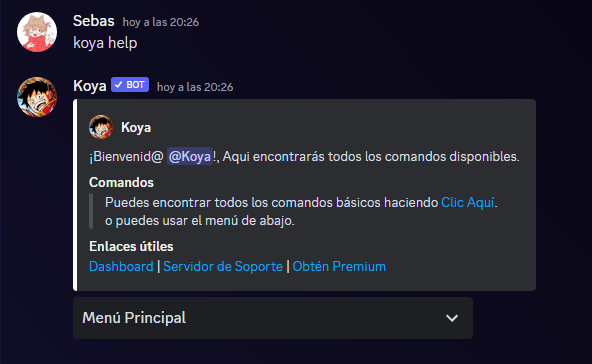 Sebas hoy a las 20:26
koya help
Koya ✓ BOT hoy a las 20:26
Koya
¡Bienvenid@ @Koya!, Aqui encontrarás todos los comandos disponibles.
Comandos
Puedes encontrar todos los comandos básicos haciendo Clic Aquí.
o puedes usar el menú de abajo.
Enlaces útiles
Dashboard | Servidor de Soporte | Obtén Premium
Menú Principal